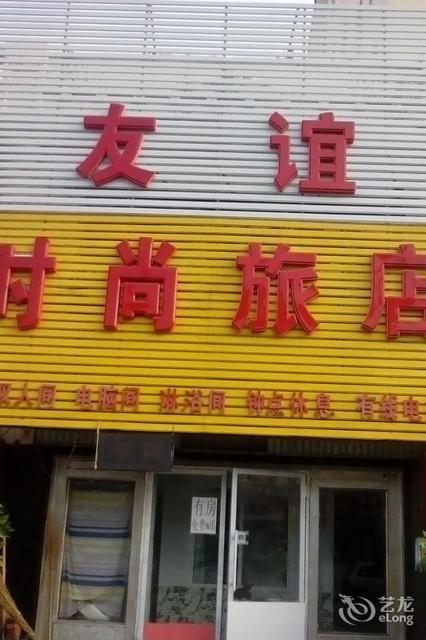 友谊
时尚旅店
双人间 电脑间 淋浴间 钟点休息 有线电
有房
免费wifi
艺龙
eLong